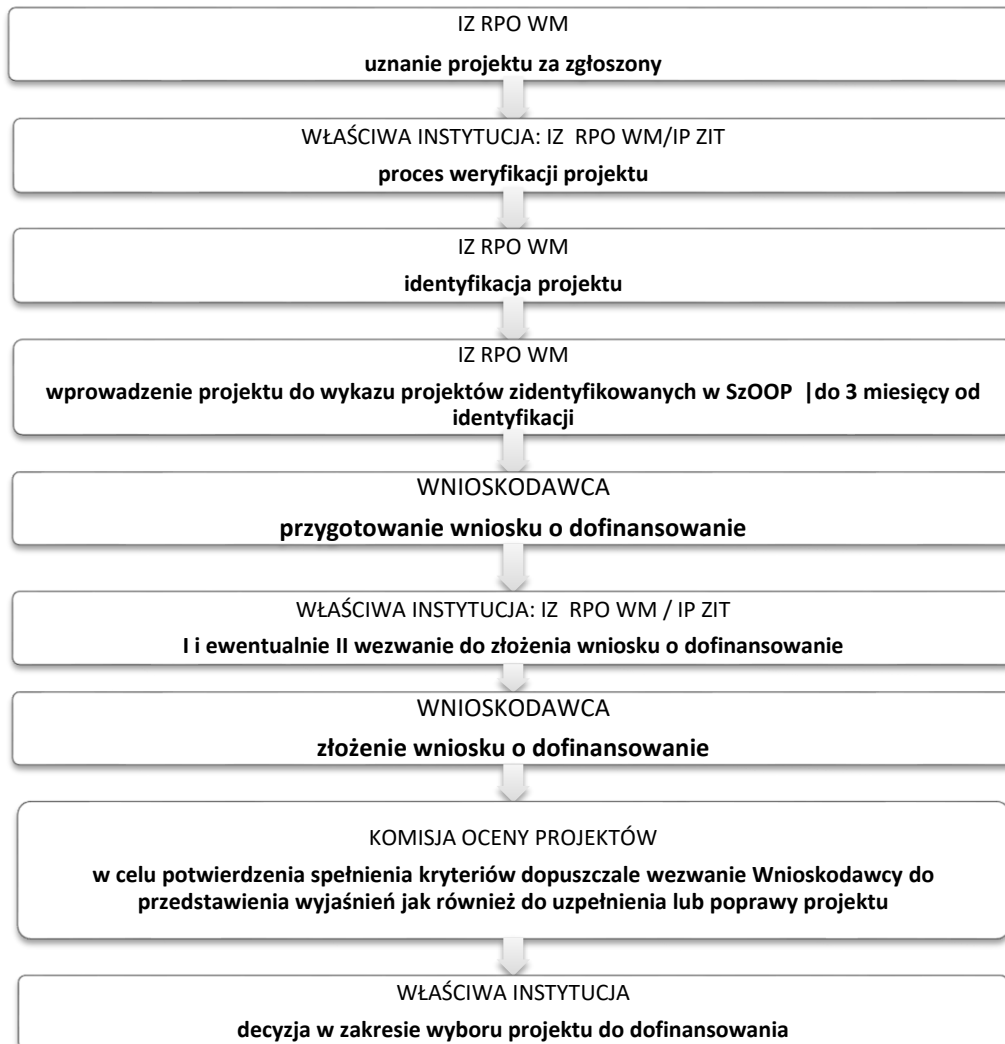 IZ RPO WM
uznanie projektu za zgłoszony
WŁAŚCIWA INSTYTUCJA: IZ RPO WM/IP ZIT
proces weryfikacji projektu
IZ RPO WM
identyfikacja projektu
IZ RPO WM
wprowadzenie projektu do wykazu projektów zidentyfikowanych w SzOOP |do 3 miesięcy od
identyfikacji
WNIOSKODAWCA
przygotowanie wniosku o dofinansowanie
WŁAŚCIWA INSTYTUCJA: IZ RPO WM / IP ZIT
I i ewentualnie II wezwanie do złożenia wniosku o dofinansowanie
WNIOSKODAWCA
złożenie wniosku o dofinansowanie
KOMISJA OCENY PROJEKTÓW
w celu potwierdzenia spełnienia kryteriów dopuszczale wezwanie Wnioskodawcy do
przedstawienia wyjaśnień jak również do uzpełnienia lub poprawy projektu
WŁAŚCIWA INSTYTUCJA
decyzja w zakresie wyboru projektu do dofinansowania